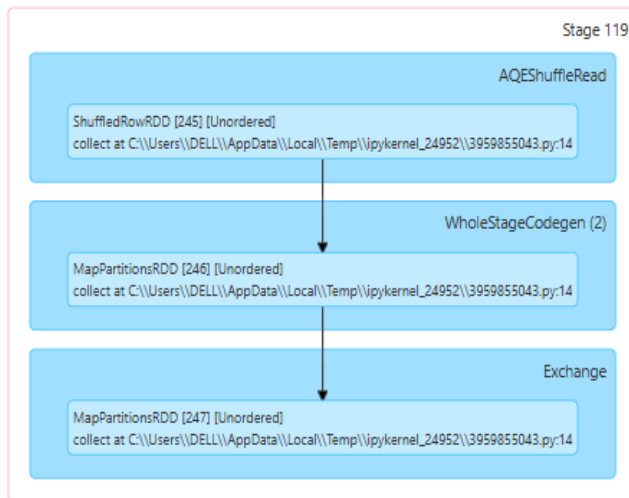 Stage 119
AQEShuffleRead
ShuffledRowRDD [245] [Unordered]
collect at C:\\Users\\DELL\\AppData\\Local\\Temp\\ipykernel_24952\\3959855043.py:14
WholeStageCodegen (2)
MapPartitionsRDD [246] [Unordered]
collect at C:\\Users\\DELL\\AppData\\Local\\Temp\\ipykernel_24952\\3959855043.py:14
Exchange
MapPartitionsRDD [247] [Unordered]
collect at C:\\Users\\DELL\\AppData\\Local\\Temp\\ipykernel_24952\\3959855043.py:14